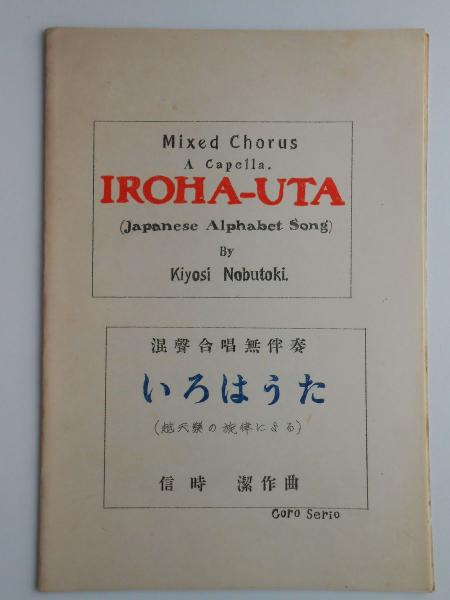 Mixed Chorus
A Capella.
IROHA-UTA
(Japanese Alphabet Song)
By
Kiyosi Nobutoki.
混聲合唱無伴奏
いろはうた
(越天樂の旋律による)
信時 潔作曲
Coro Serio